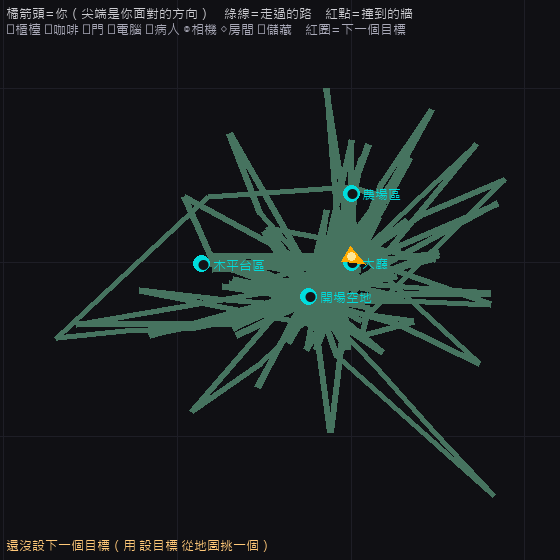 橘箭頭=你（尖端是你面對的方向） 綠線=走過的路 紅點=撞到的牆
櫃檯 咖啡 門 電腦 病人 相機 ◇房間 儲藏 紅圈=下一個目標
農場區
木平台區
大廳
開場空地
還沒設下一個目標（用 設目標 從地圖挑一個）